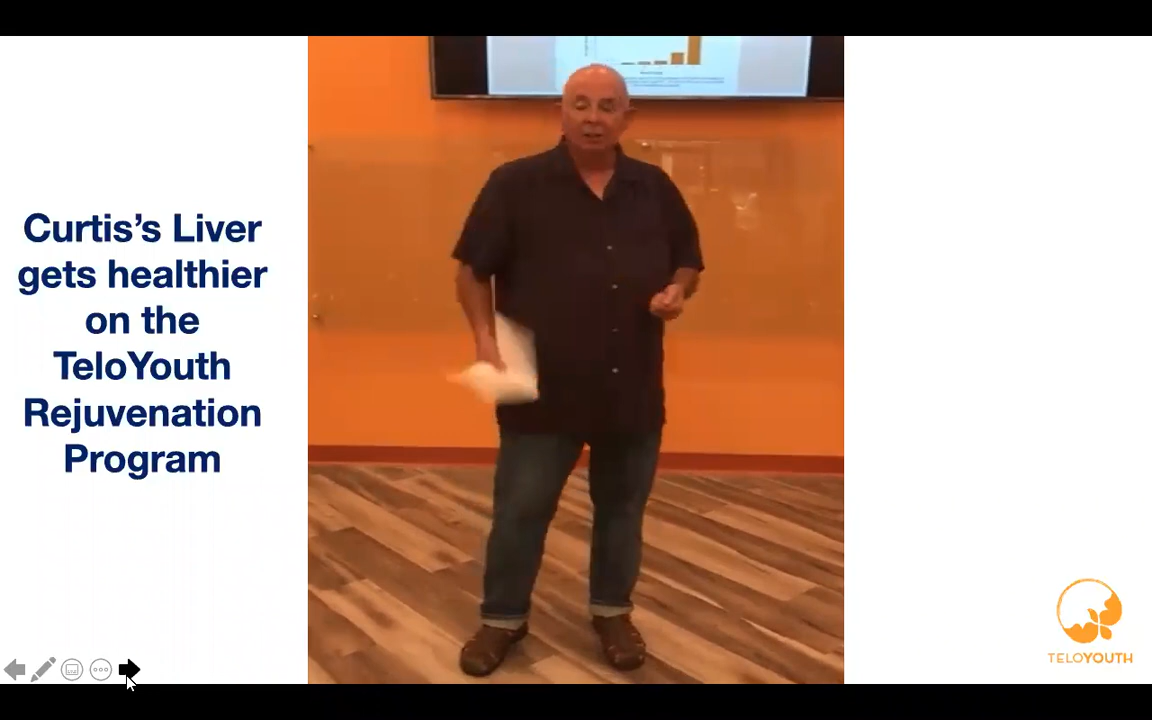 Curtis’s Liver
gets healthier
on the
TeloYouth
Rejuvenation
Program
TELOYOUTH